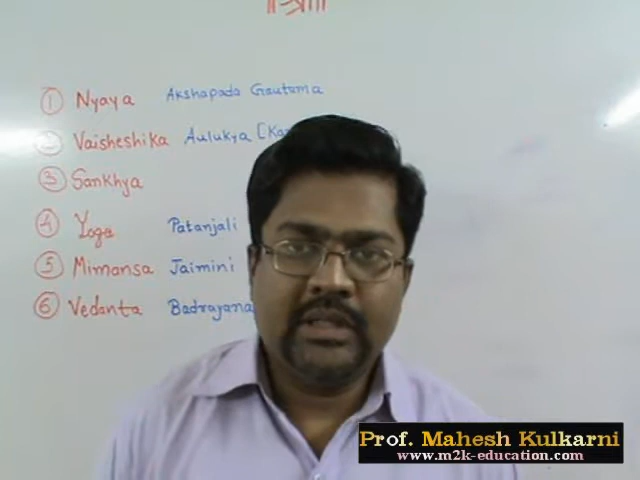 ① Nyaya Akshapada Gautama
② Vaisheshika Aulukya
③ Sankhya
④ Yoga Patanjali
⑤ Mimansa Jaimini
⑥ Vedanta Badrayana
Prof. Mahesh Kulkarni
www.m2k-education.com